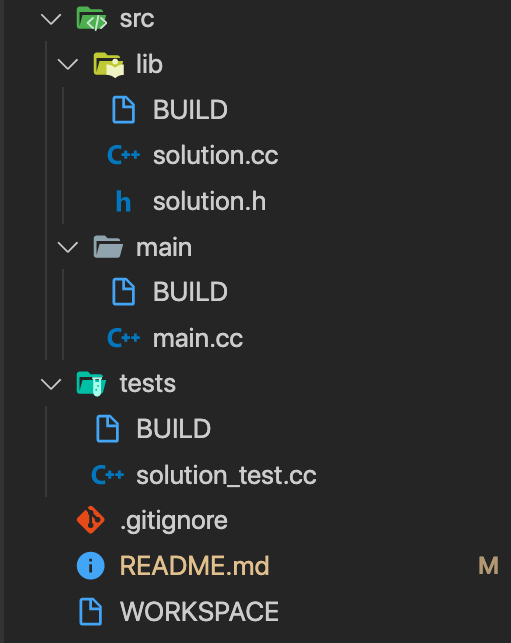 src
lib
BUILD
C++ solution.cc
h solution.h
main
BUILD
C++ main.cc
tests
BUILD
C++ solution_test.cc
.gitignore
i README.md M
WORKSPACE